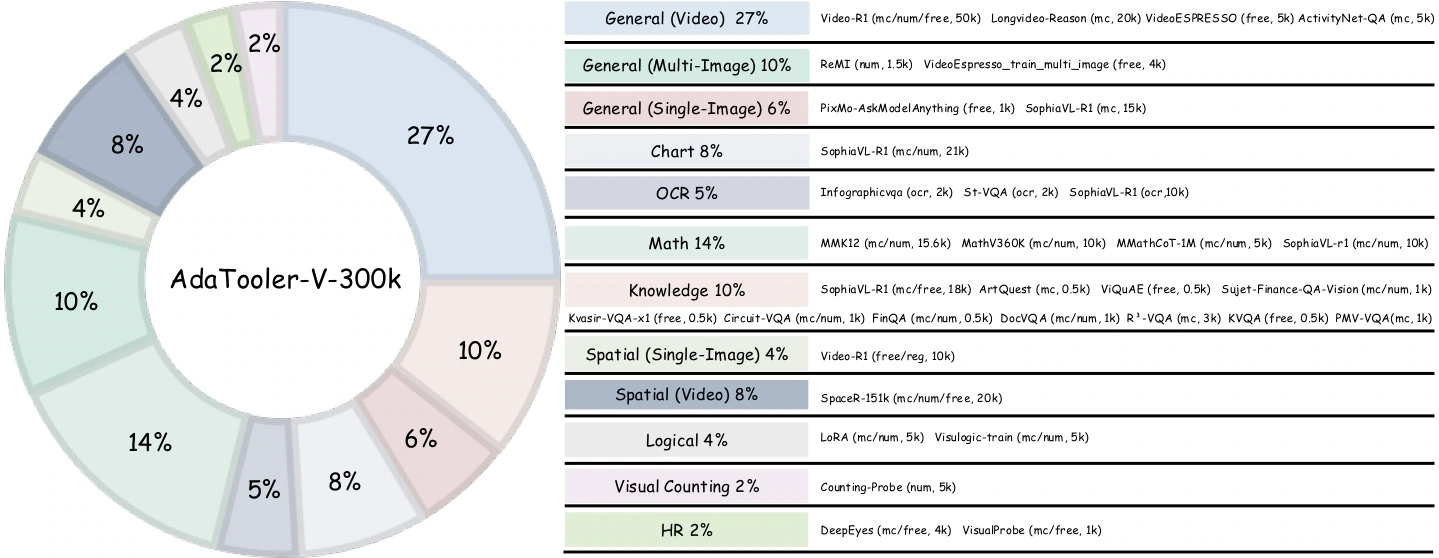 2%
2%
4%
27%
8%
4%
AdaTooler-V-300k
10%
10%
14%
6%
8%
5%
General (Video) 27% Video-R1 (mc/num/free, 50k) Longvideo-Reason (mc, 20k) VideoESPRESSO (free, 5k) ActivityNet-QA (mc, 5k)
General (Multi-Image) 10% ReMI (num, 1.5k) VideoEspresso_train_multi_image (free, 4k)
General (Single-Image) 6% PixMo-AskModelAnything (free, 1k) SophiaVL-R1 (mc, 15k)
Chart 8% SophiaVL-R1 (mc/num, 21k)
OCR 5% Infographicvqa (ocr, 2k) St-VQA (ocr, 2k) SophiaVL-R1 (ocr,10k)
Math 14% MMK12 (mc/num, 15.6k) MathV360K (mc/num, 10k) MMathCoT-1M (mc/num, 5k) SophiaVL-r1 (mc/num, 10k)
Knowledge 10% SophiaVL-R1 (mc/free, 18k) ArtQuest (mc, 0.5k) ViQuAE (free, 0.5k) Sujet-Finance-QA-Vision (mc/num, 1k)
Kvasir-VQA-x1 (free, 0.5k) Circuit-VQA (mc/num, 1k) FinQA (mc/num, 0.5k) DocVQA (mc/num, 1k) R³-VQA (mc, 3k) KVQA (free, 0.5k) PMV-VQA(mc, 1k)
Spatial (Single-Image) 4% Video-R1 (free/reg, 10k)
Spatial (Video) 8% SpaceR-151k (mc/num/free, 20k)
Logical 4% LoRA (mc/num, 5k) Visulogic-train (mc/num, 5k)
Visual Counting 2% Counting-Probe (num, 5k)
HR 2% DeepEyes (mc/free, 4k) VisualProbe (mc/free, 1k)